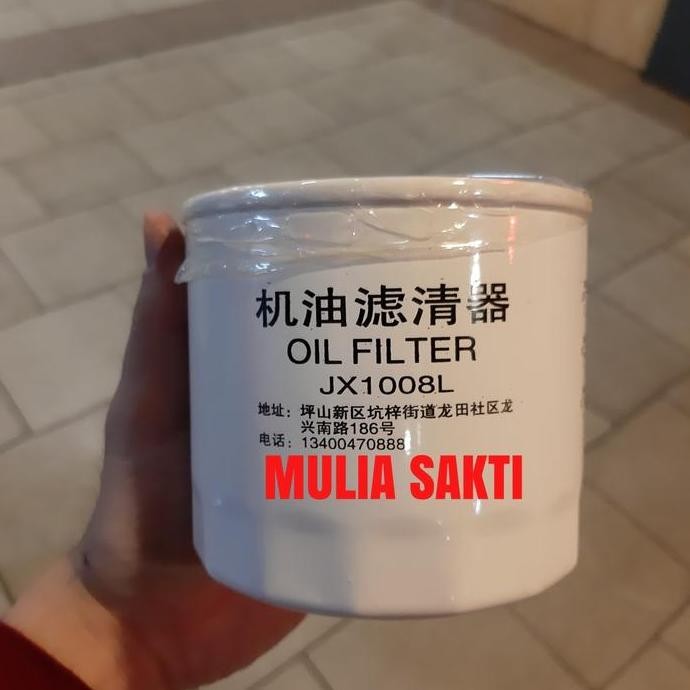 机油滤清器
OIL FILTER
JX1008L
地址：坪山新区坑梓街道龙田社区龙
兴南路186号
电话：13400470888
MULIA SAKTI